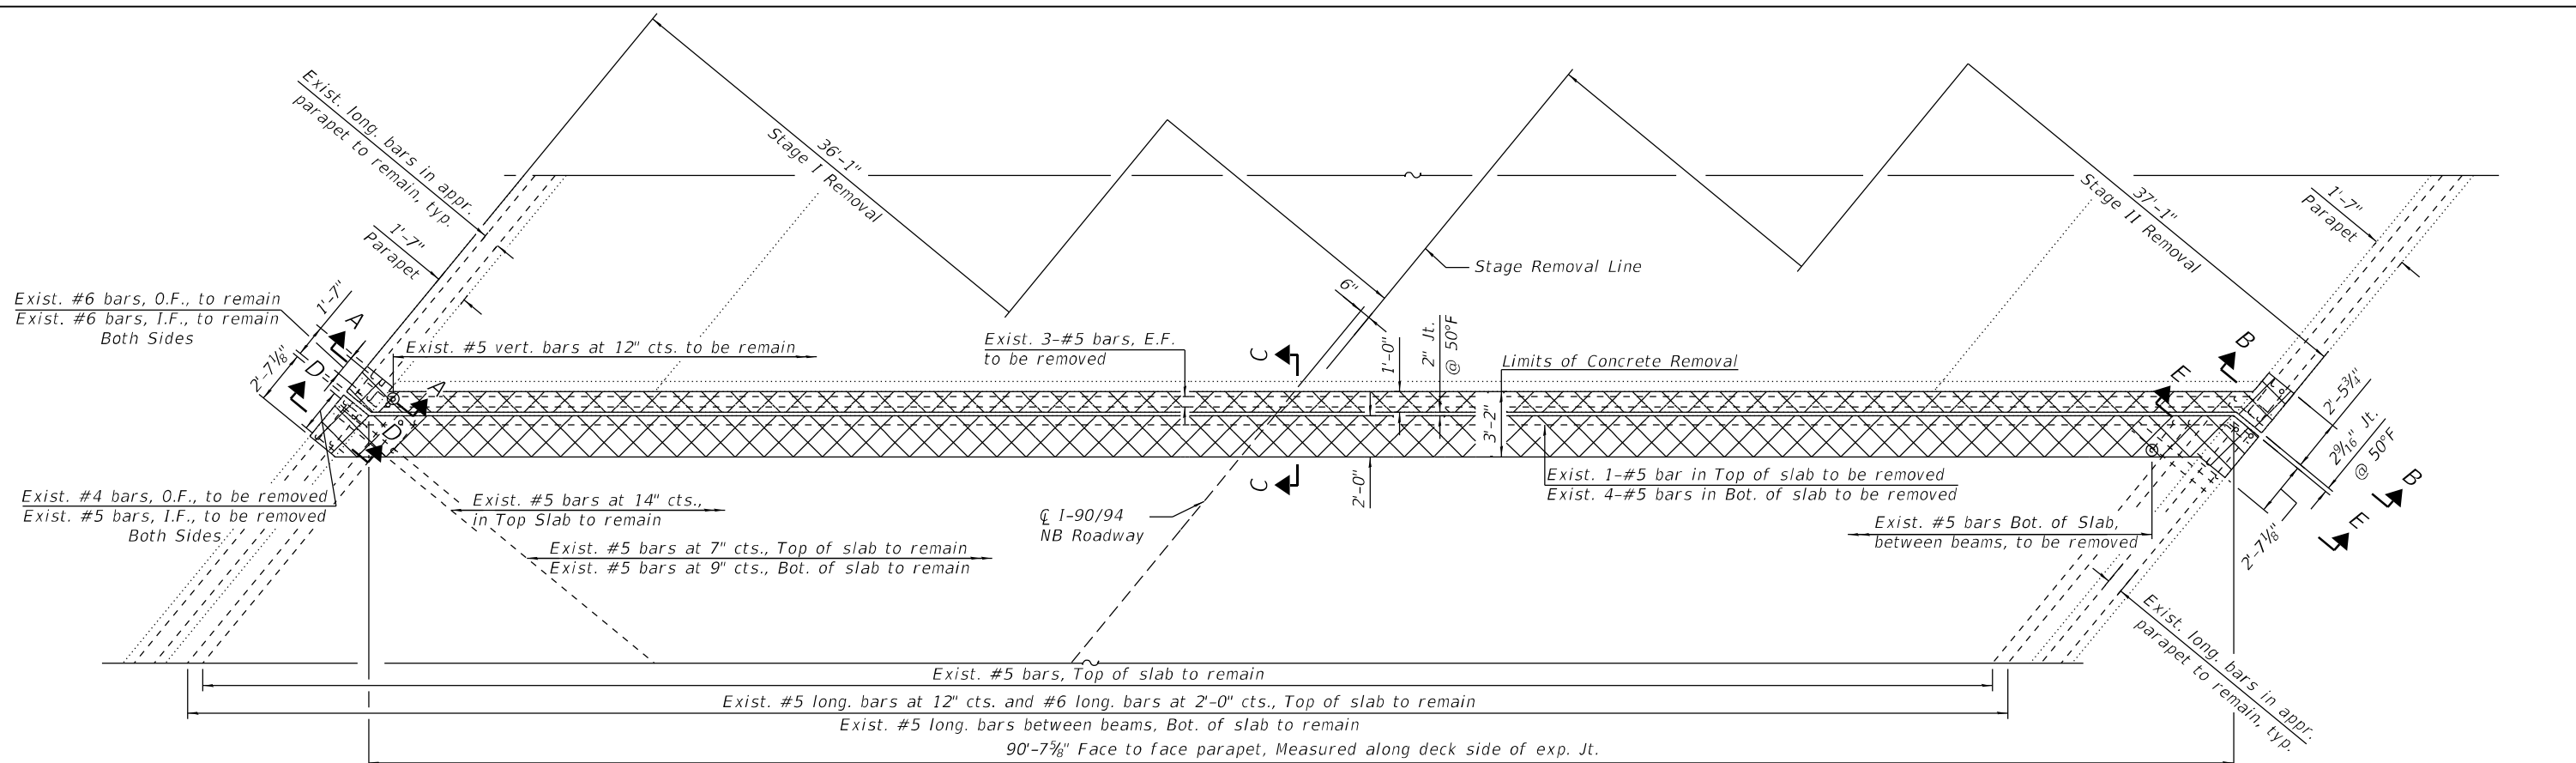 Exist. long. bars in appr.
parapet to remain, typ.
1'-7"
Parapet
36'-1"
Stage I Removal
37'-1"
Stage II Removal
1'-7"
Parapet
Stage Removal Line
6"
Exist. #6 bars, O.F., to remain
Exist. #6 bars, I.F., to remain
Both Sides
1'-7"
2'-7⅛"
A
D
A
D
Exist. #5 vert. bars at 12" cts. to be remain
Exist. 3-#5 bars, E.F.
to be removed
C
1'-0"
2" Jt.
@ 50°F
3'-2"
Limits of Concrete Removal
B
E
2'-5¾"
2 9/16" Jt.
@ 50°F
B
E
2'-7⅛"
Exist. #4 bars, O.F., to be removed
Exist. #5 bars, I.F., to be removed
Both Sides
Exist. #5 bars at 14" cts.,
in Top Slab to remain
Exist. #5 bars at 7" cts., Top of slab to remain
Exist. #5 bars at 9" cts., Bot. of slab to remain
℄ I-90/94
NB Roadway
C
2'-0"
Exist. 1-#5 bar in Top of slab to be removed
Exist. 4-#5 bars in Bot. of slab to be removed
Exist. #5 bars Bot. of Slab,
between beams, to be removed
Exist. long. bars in appr.
parapet to remain, typ.
Exist. #5 bars, Top of slab to remain
Exist. #5 long. bars at 12" cts. and #6 long. bars at 2'-0" cts., Top of slab to remain
Exist. #5 long. bars between beams, Bot. of slab to remain
90'-7⅝" Face to face parapet, Measured along deck side of exp. Jt.